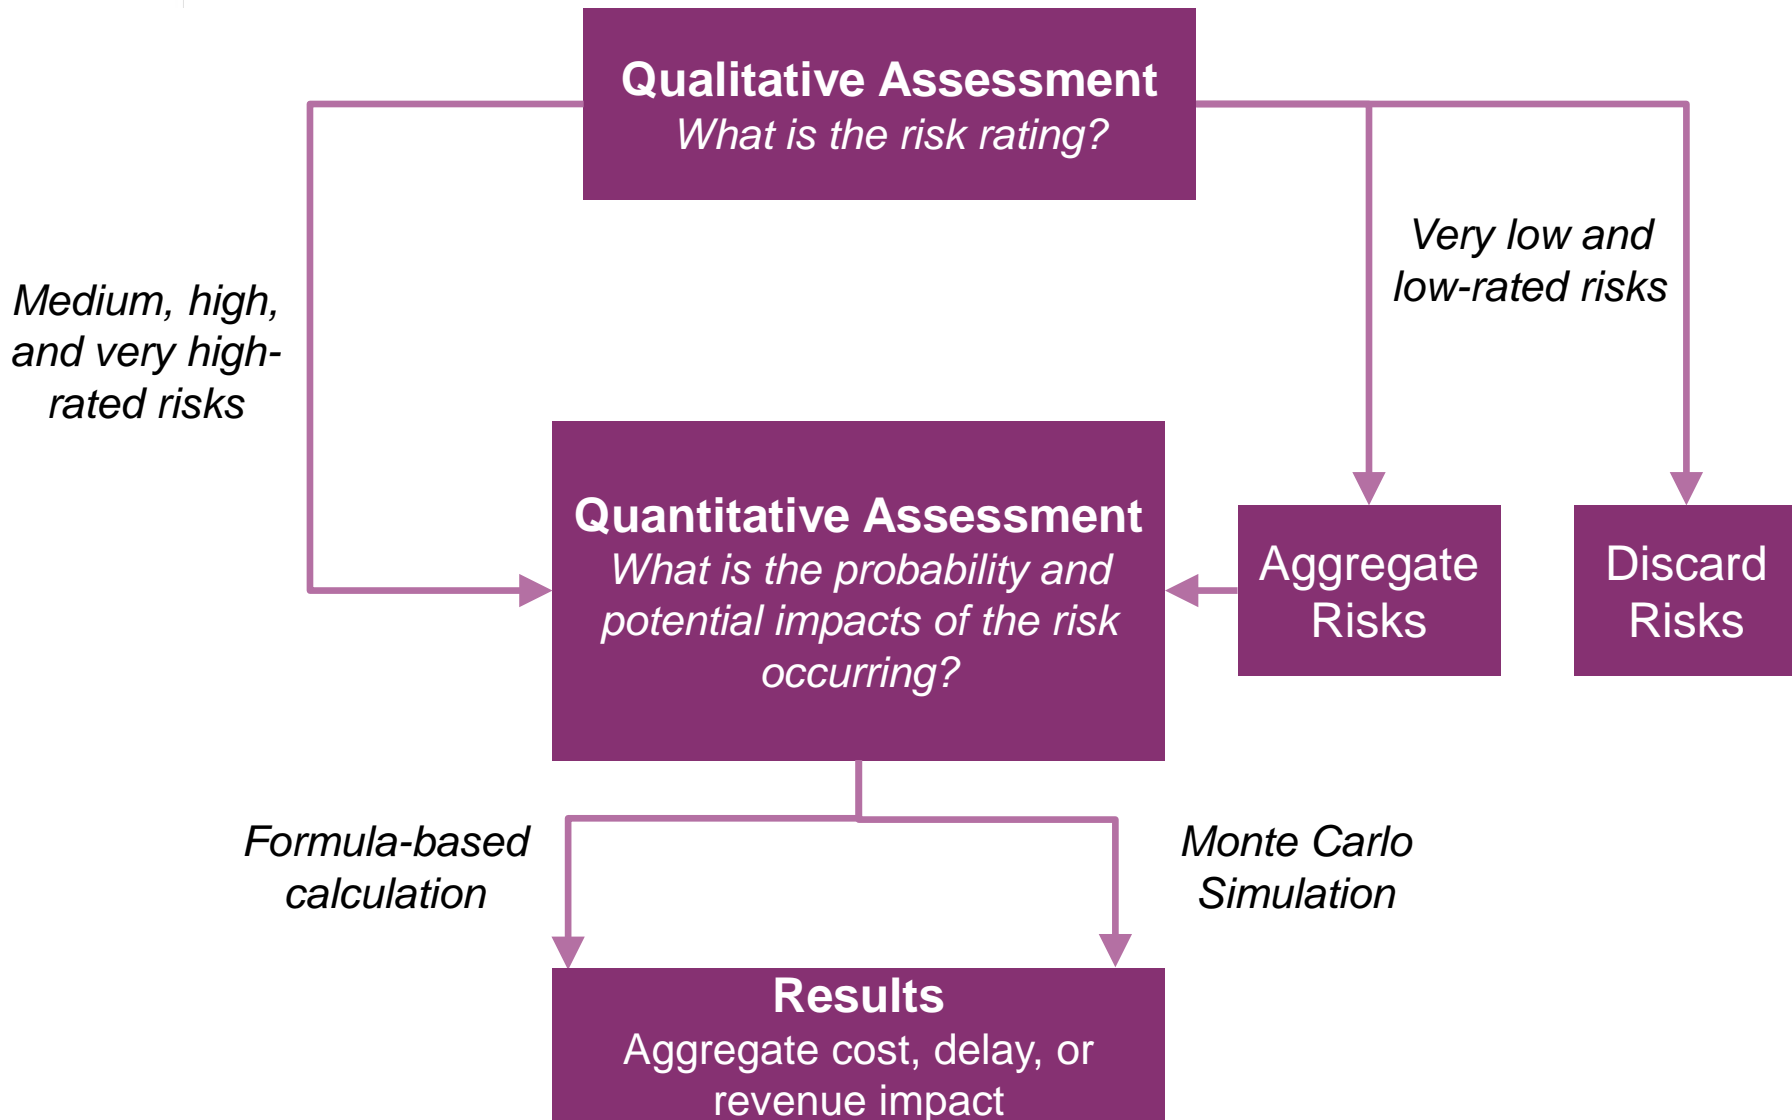 Qualitative Assessment
What is the risk rating?
Very low and
low-rated risks
Medium, high,
and very high-
rated risks
Quantitative Assessment
What is the probability and
potential impacts of the risk
occurring?
Aggregate
Risks
Discard
Risks
Formula-based
calculation
Monte Carlo
Simulation
Results
Aggregate cost, delay, or
revenue impact